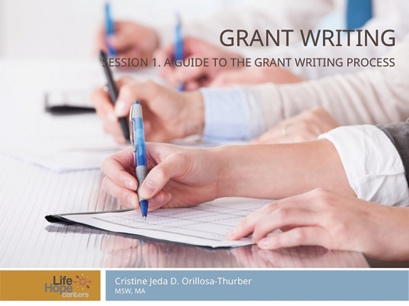 GRANT WRITING
SESSION 1. A GUIDE TO THE GRANT WRITING PROCESS
Life
Hope
centers
Cristine Jeda D. Orillosa-Thurber
MSW, MA